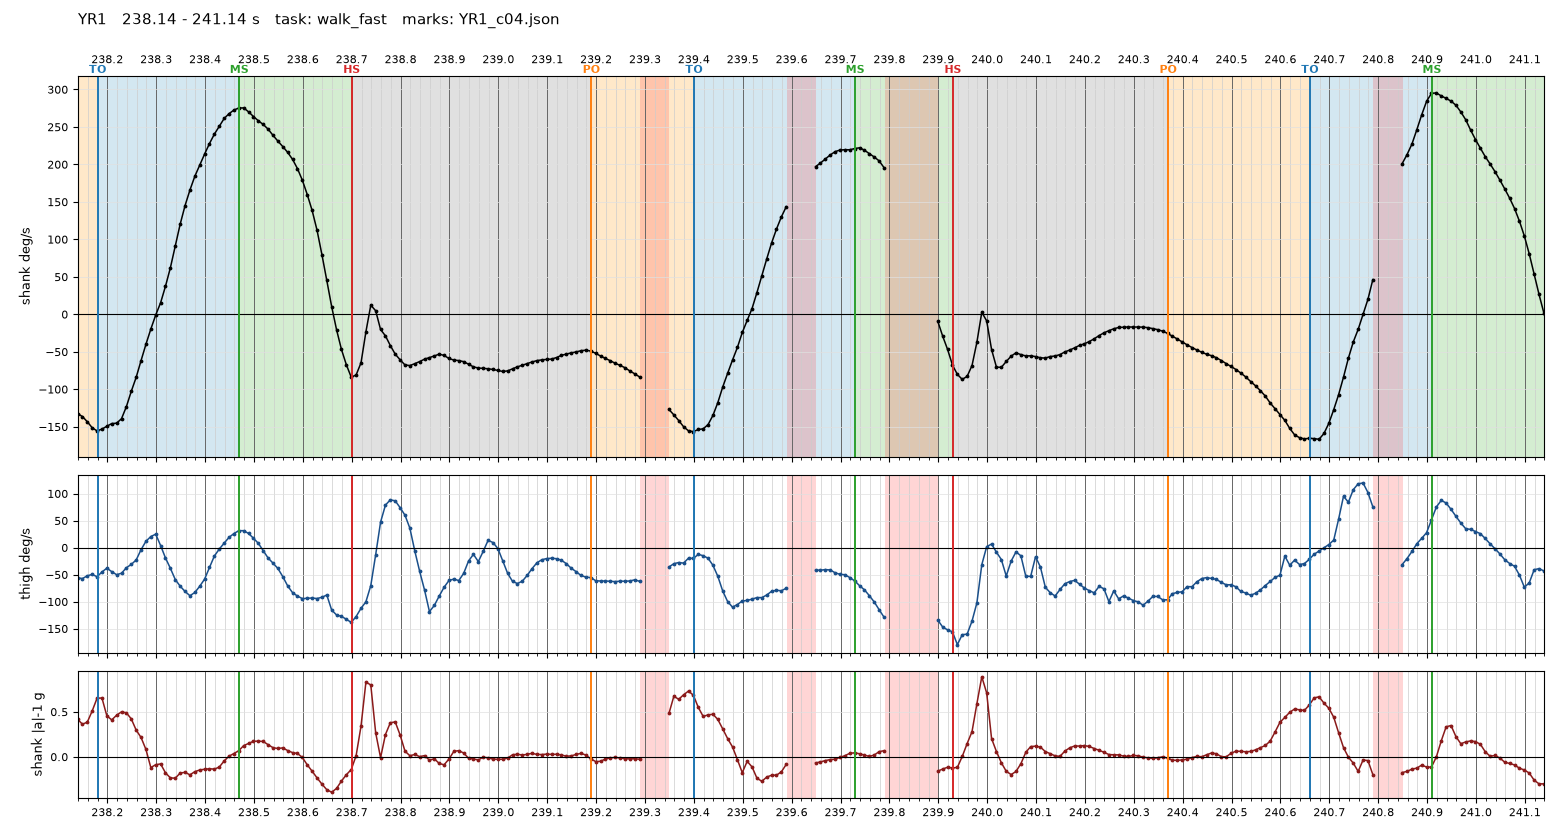 YR1   238.14 - 241.14 s   task: walk_fast   marks: YR1_c04.json
238.2 238.3 238.4 238.5 238.6 238.7 238.8 238.9 239.0 239.1 239.2 239.3 239.4 239.5 239.6 239.7 239.8 239.9 240.0 240.1 240.2 240.3 240.4 240.5 240.6 240.7 240.8 240.9 241.0 241.1
TO MS HS PO TO MS HS PO TO MS
shank deg/s
300
250
200
150
100
50
0
−50
−100
−150
thigh deg/s
100
50
0
−50
−100
−150
shank |a|-1 g
0.5
0.0
238.2 238.3 238.4 238.5 238.6 238.7 238.8 238.9 239.0 239.1 239.2 239.3 239.4 239.5 239.6 239.7 239.8 239.9 240.0 240.1 240.2 240.3 240.4 240.5 240.6 240.7 240.8 240.9 241.0 241.1